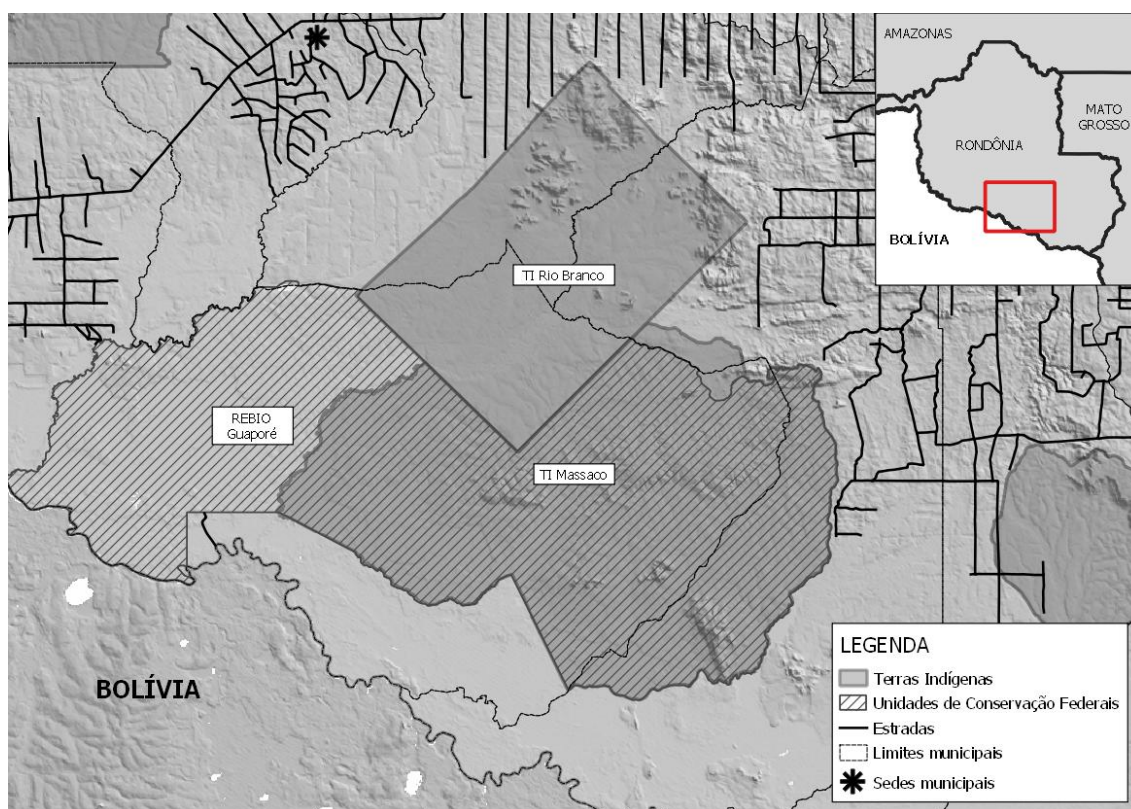 AMAZONAS
MATO
GROSSO
RONDÔNIA
BOLÍVIA
TI Rio Branco
REBIO
Guaporé
TI Massaco
BOLÍVIA
LEGENDA
Terras Indígenas
Unidades de Conservação Federais
Estradas
Limites municipais
Sedes municipais